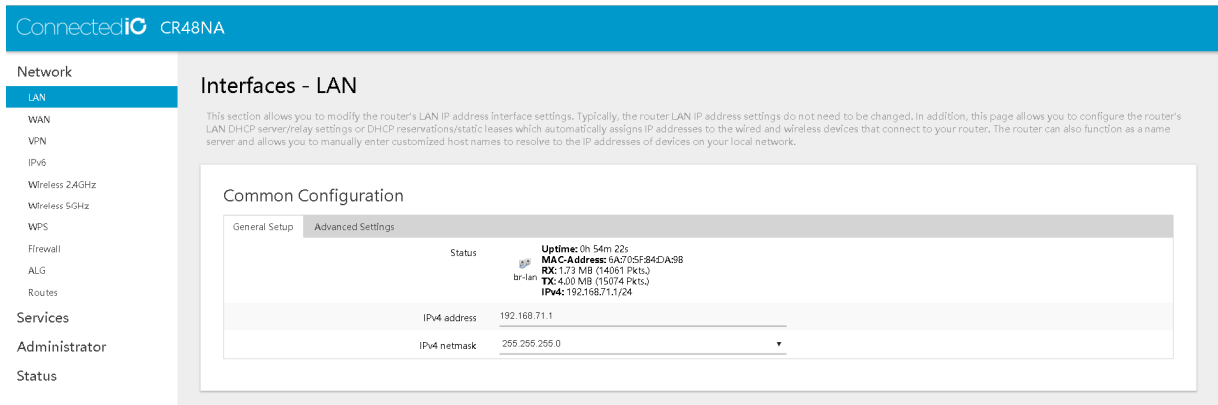 ConnectediO CR48NA
Network
LAN
WAN
VPN
IPv6
Wireless 2.4GHz
Wireless 5GHz
WPS
Firewall
ALG
Routes
Services
Administrator
Status
Interfaces - LAN
This section allows you to modify the router's LAN IP address interface settings. Typically, the router LAN IP address settings do not need to be changed. In addition, this page allows you to configure the router's
LAN DHCP server/relay settings or DHCP reservations/static leases which automatically assigns IP addresses to the wired and wireless devices that connect to your router. The router can also function as a name
server and allows you to manually enter customized host names to resolve to the IP addresses of devices on your local network.
Common Configuration
General Setup Advanced Settings
Status
br-lan
Uptime: 0h 54m 22s
MAC-Address: 6A:70:5F:84:DA:98
RX: 1.73 MB (14061 Pkts.)
TX: 4.00 MB (15074 Pkts.)
IPv4: 192.168.71.1/24
IPv4 address 192.168.71.1
IPv4 netmask 255.255.255.0